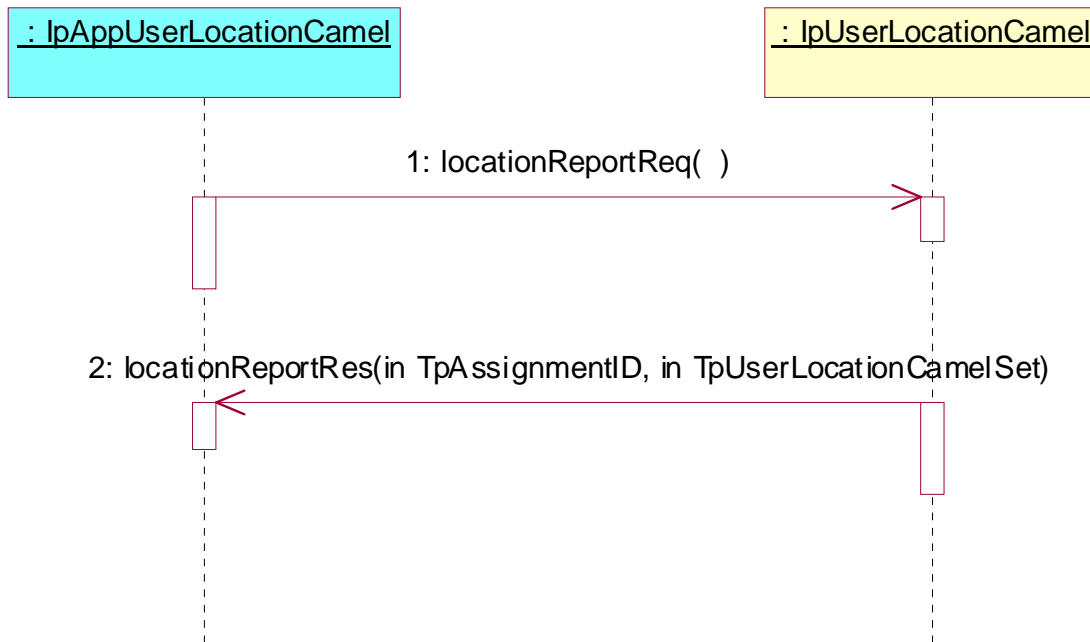 : IpAppUserLocationCamel
: IpUserLocationCamel
1: locationReportReq( )
2: locationReportRes(in TpAssignmentID, in TpUserLocationCamelSet)